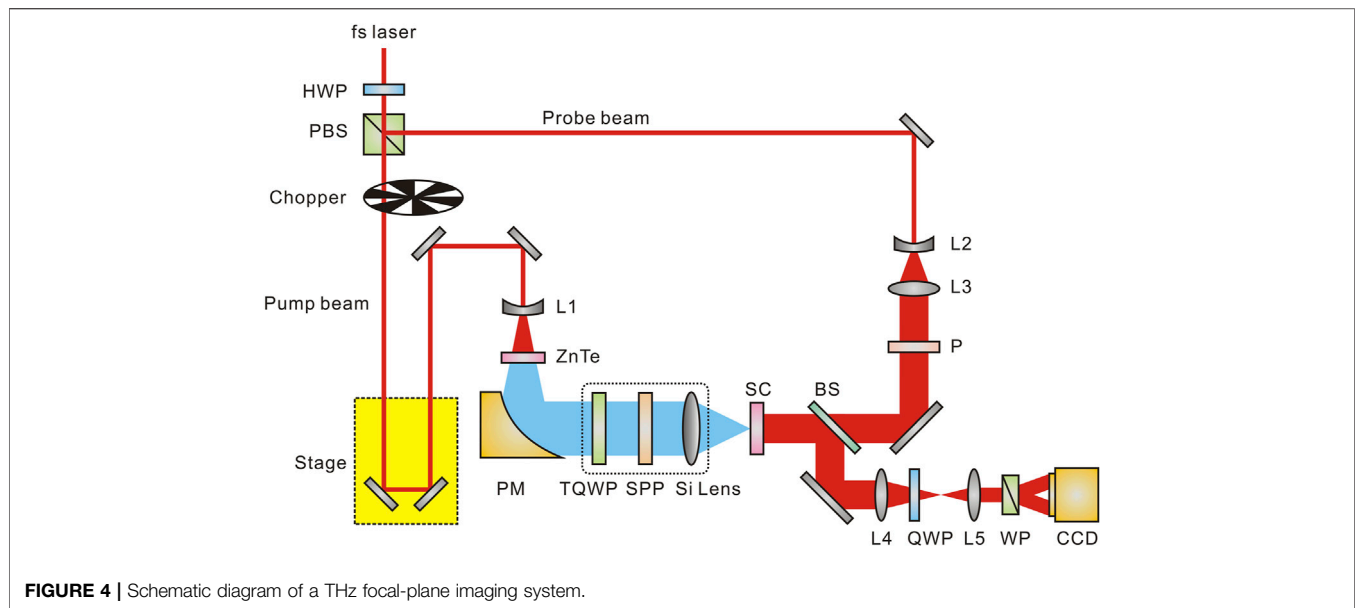 fs laser
HWP
PBS
Probe beam
Chopper
L2
L3
Pump beam
L1
P
ZnTe
SC
BS
Stage
PM
TQWP
SPP
Si Lens
L4
QWP
L5
WP
CCD
FIGURE 4 | Schematic diagram of a THz focal-plane imaging system.